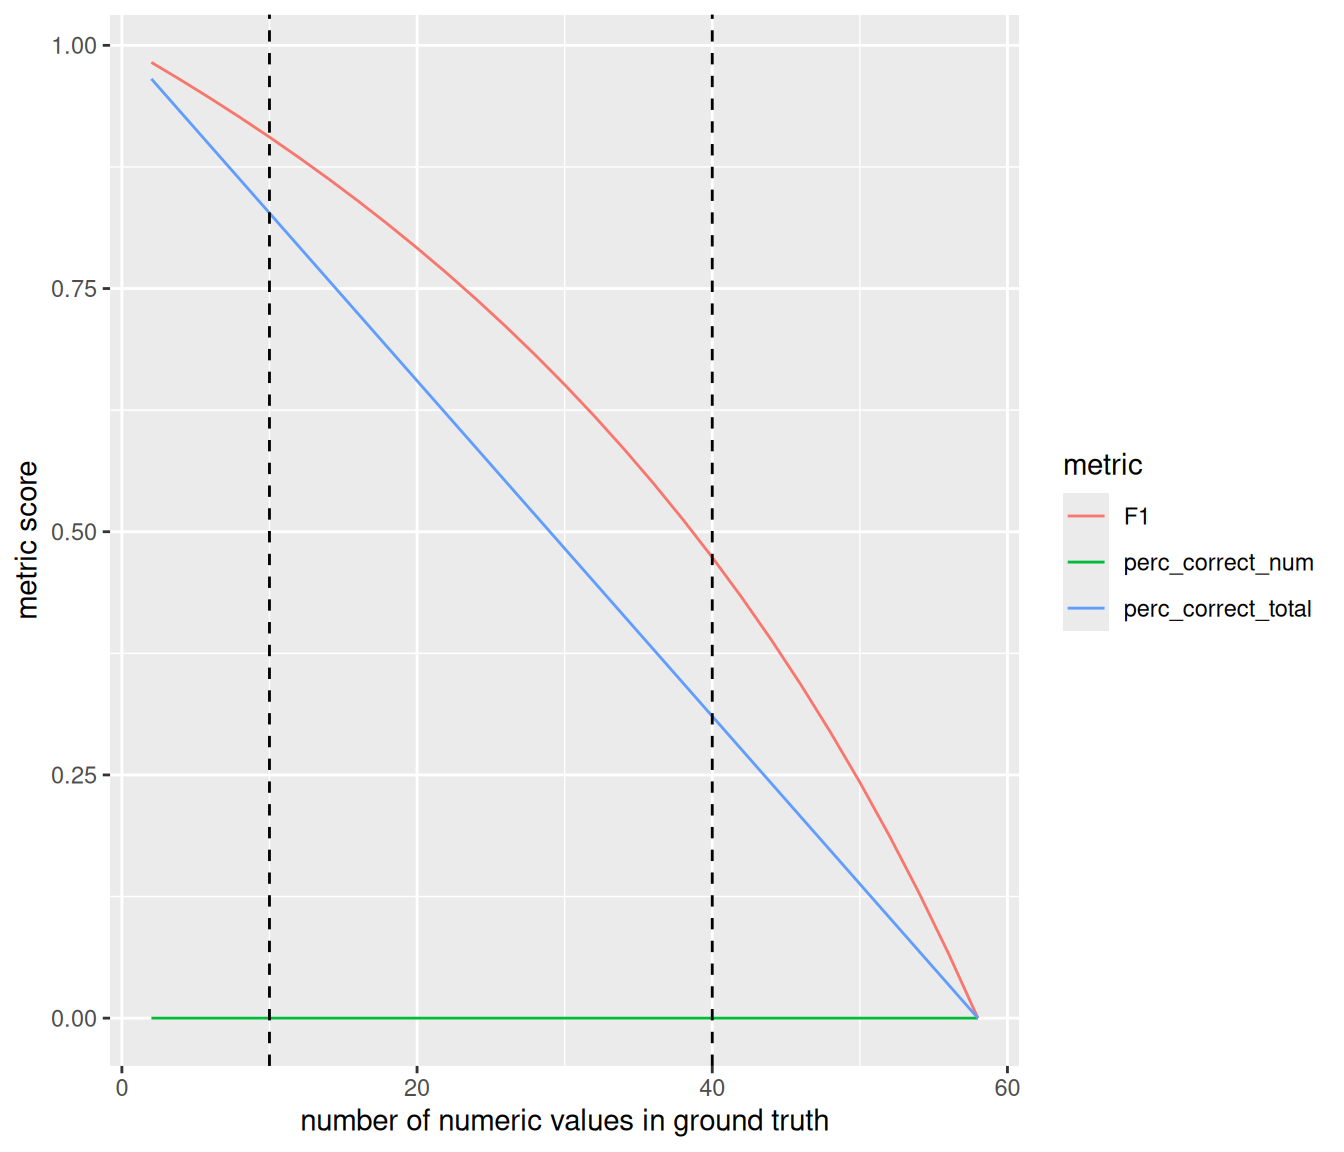 1.00
0.75
0.50
0.25
0.00
metric score
0 20 40 60
number of numeric values in ground truth
metric
F1
perc_correct_num
perc_correct_total